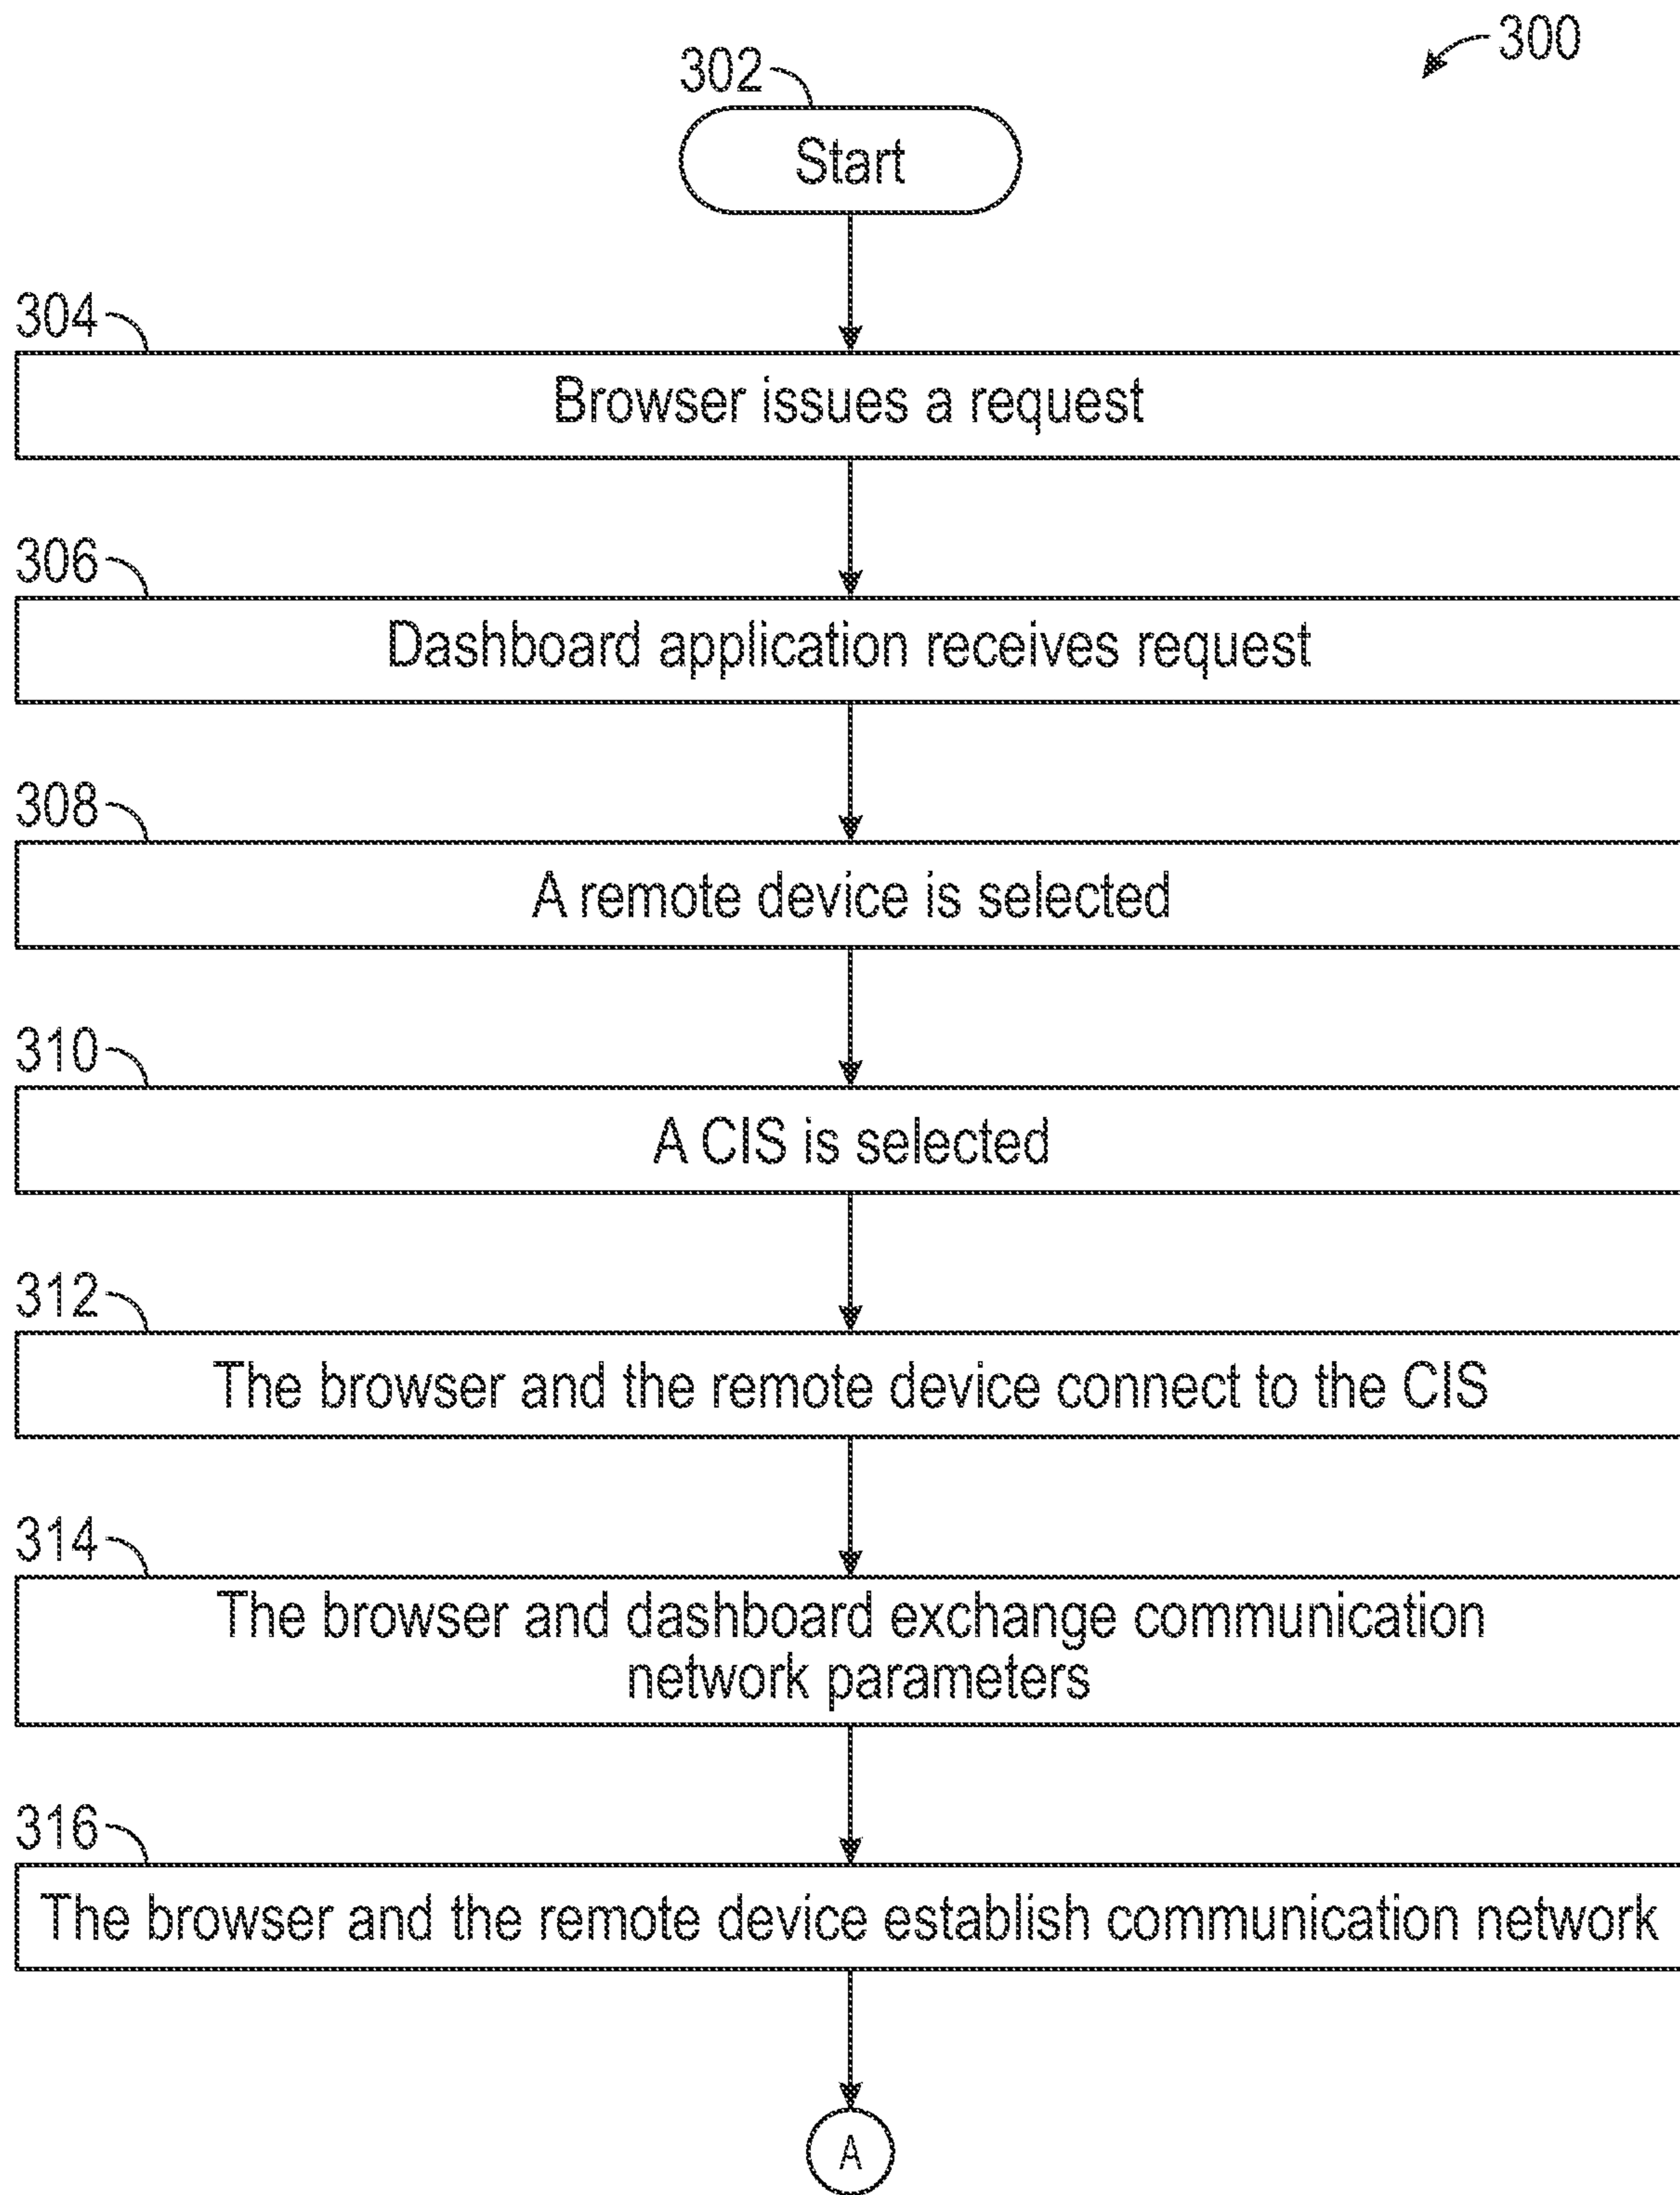 300
302
Start
304
Browser issues a request
306
Dashboard application receives request
308
A remote device is selected
310
A CIS is selected
312
The browser and the remote device connect to the CIS
314
The browser and dashboard exchange communication
network parameters
316
The browser and the remote device establish communication network
A